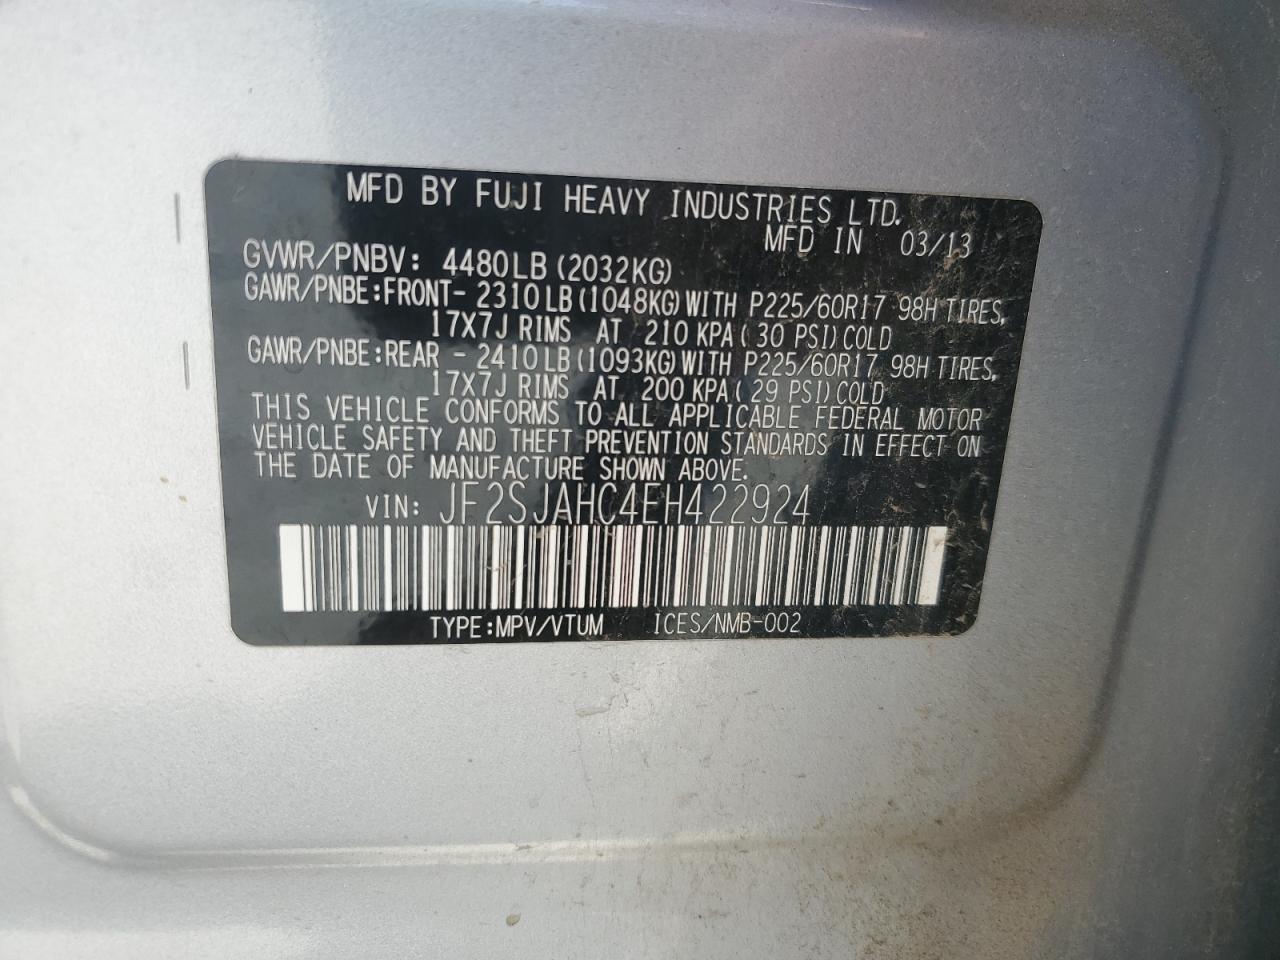 MFD BY FUJI HEAVY INDUSTRIES LTD.
MFD IN 03/13
GVWR/PNBV: 4480LB (2032KG)
GAWR/PNBE:FRONT- 2310LB (1048KG) WITH P225/60R17 98H TIRES,
17X7J RIMS AT 210 KPA ( 30 PSI) COLD
GAWR/PNBE:REAR - 2410LB (1093KG) WITH P225/60R17 98H TIRES,
17X7J RIMS AT 200 KPA ( 29 PSI) COLD
THIS VEHICLE CONFORMS TO ALL APPLICABLE FEDERAL MOTOR
VEHICLE SAFETY AND THEFT PREVENTION STANDARDS IN EFFECT ON
THE DATE OF MANUFACTURE SHOWN ABOVE.
VIN: JF2SJAHC4EH422924
TYPE:MPV/VTUM ICES/NMB-002